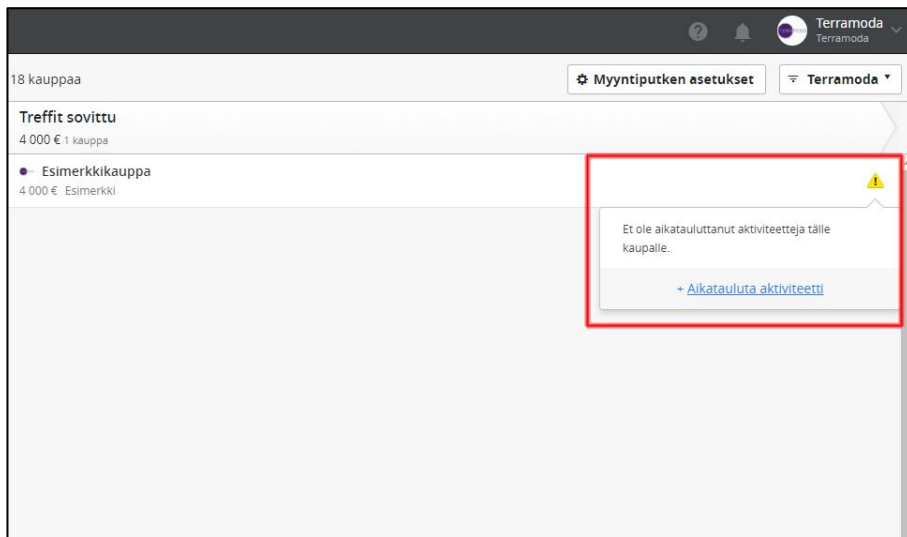 Terramoda
Terramoda
18 kauppaa
Myyntiputken asetukset
Terramoda
Treffit sovittu
4 000 € 1 kauppa
Esimerkkikauppa
4 000 € Esimerkki
Et ole aikatauluttanut aktiviteetteja tälle
kaupalle.
+ Aikatauluta aktiviteetti